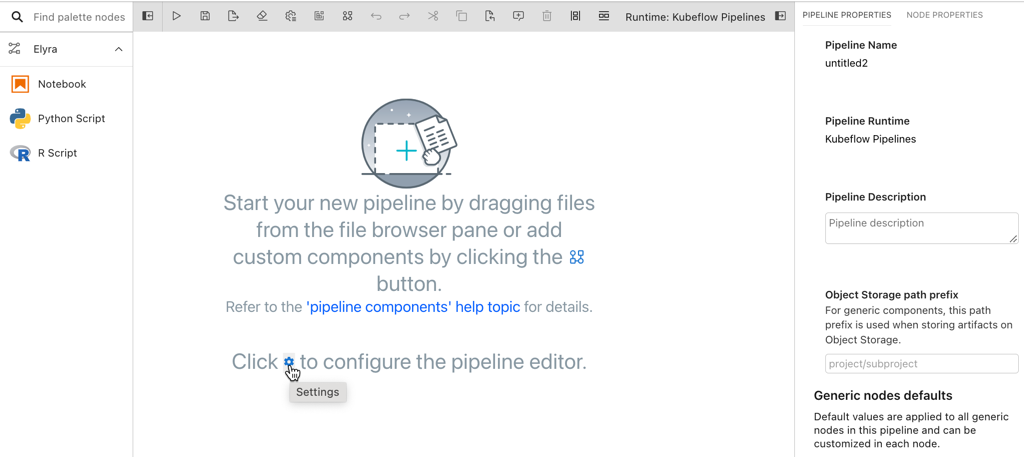 Find palette nodes
Runtime: Kubeflow Pipelines
PIPELINE PROPERTIES
NODE PROPERTIES
Elyra
Notebook
Python Script
R Script
Start your new pipeline by dragging files
from the file browser pane or add
custom components by clicking the
button.
Refer to the 'pipeline components' help topic for details.
Click to configure the pipeline editor.
Settings
Pipeline Name
untitled2
Pipeline Runtime
Kubeflow Pipelines
Pipeline Description
Pipeline description
Object Storage path prefix
For generic components, this path
prefix is used when storing artifacts on
Object Storage.
project/subproject
Generic nodes defaults
Default values are applied to all generic
nodes in this pipeline and can be
customized in each node.